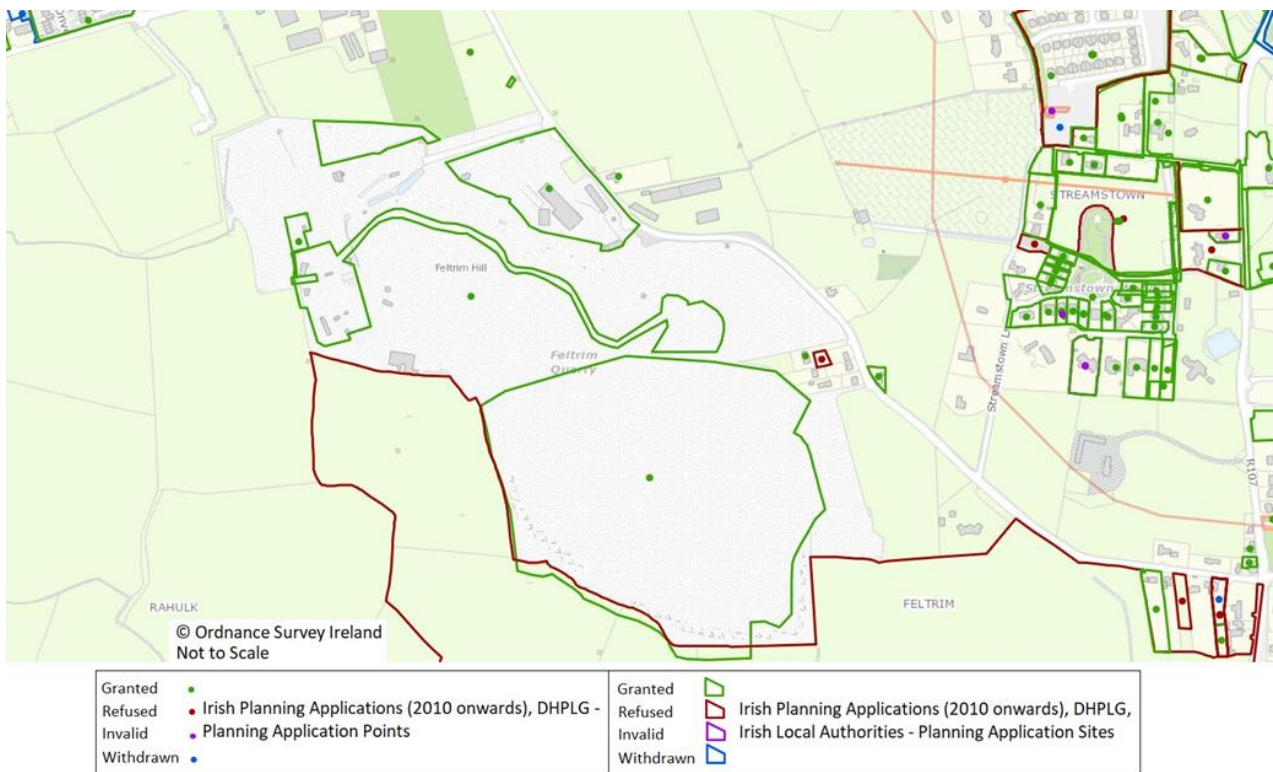 Drive
STREAMSTOWN
Feltrim Hill
Streamstown
Feltrim
Quarry
Streamstown L
R107
RAHULK
FELTRIM
© Ordnance Survey Ireland
Not to Scale
Granted
Refused
Irish Planning Applications (2010 onwards), DHPLG -
Invalid
Planning Application Points
Withdrawn
Granted
Refused
Irish Planning Applications (2010 onwards), DHPLG,
Invalid
Irish Local Authorities - Planning Application Sites
Withdrawn